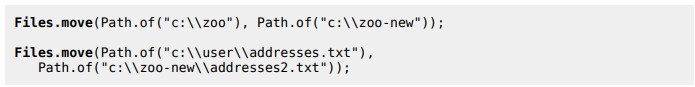 Files.move(Path.of("c:\\zoo"), Path.of("c:\\zoo-new"));
Files.move(Path.of("c:\\user\\addresses.txt"),
Path.of("c:\\zoo-new\\addresses2.txt"));